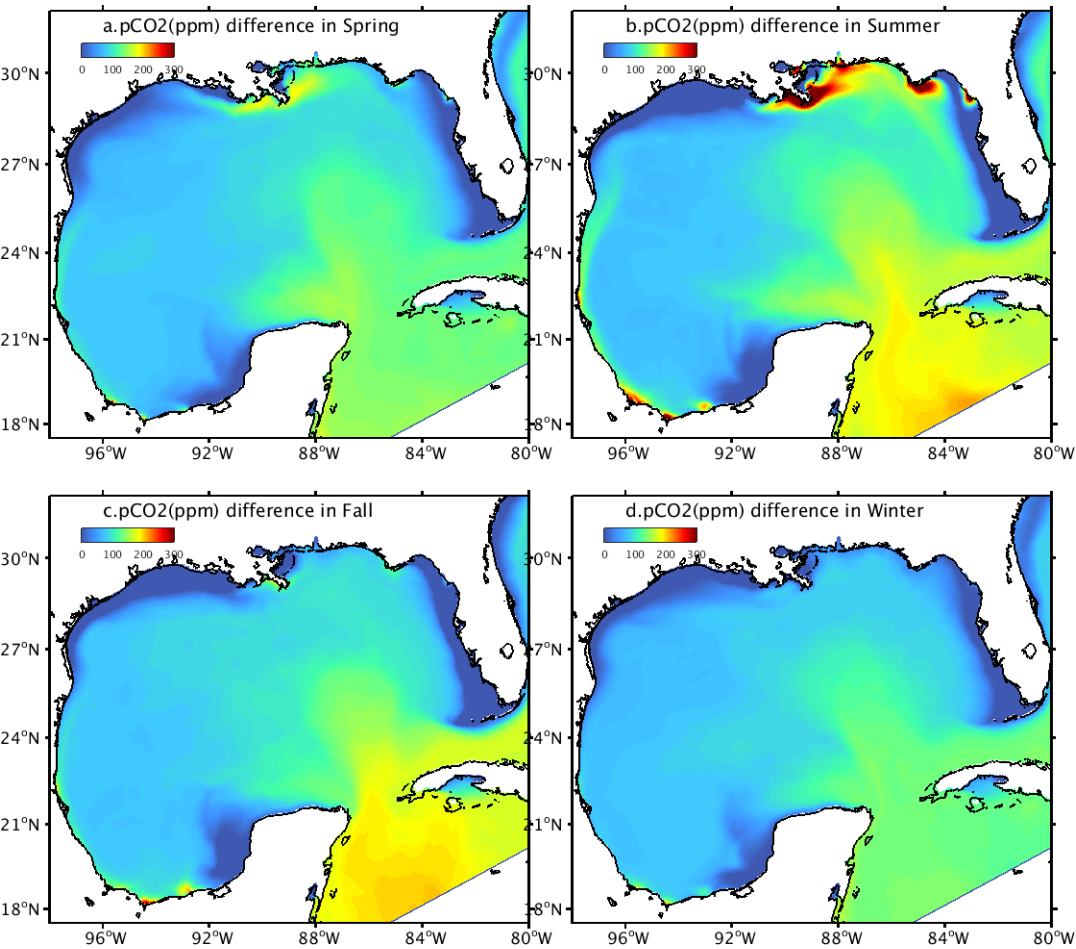 a.pCO2(ppm) difference in Spring
0 100 200 300
30°N
27°N
24°N
21°N
18°N
96°W 92°W 88°W 84°W 80°W
b.pCO2(ppm) difference in Summer
0 100 200 300
30°N
27°N
24°N
21°N
18°N
96°W 92°W 88°W 84°W 80°W
c.pCO2(ppm) difference in Fall
0 100 200 300
30°N
27°N
24°N
21°N
18°N
96°W 92°W 88°W 84°W 80°W
d.pCO2(ppm) difference in Winter
0 100 200 300
30°N
27°N
24°N
21°N
18°N
96°W 92°W 88°W 84°W 80°W